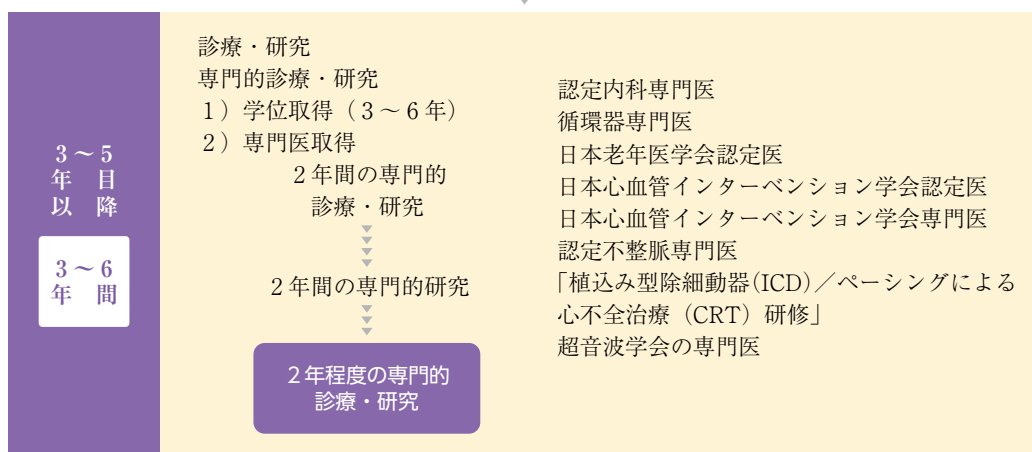 3～5
年目
以降
3～6
年間
診療・研究
専門的診療・研究
1）学位取得（3～6年）
2）専門医取得
2年間の専門的
診療・研究
2年間の専門的研究
2年程度の専門的
診療・研究
認定内科専門医
循環器専門医
日本老年医学会認定医
日本心血管インターベンション学会認定医
日本心血管インターベンション学会専門医
認定不整脈専門医
「植込み型除細動器(ICD)／ペーシングによる
心不全治療（CRT）研修」
超音波学会の専門医